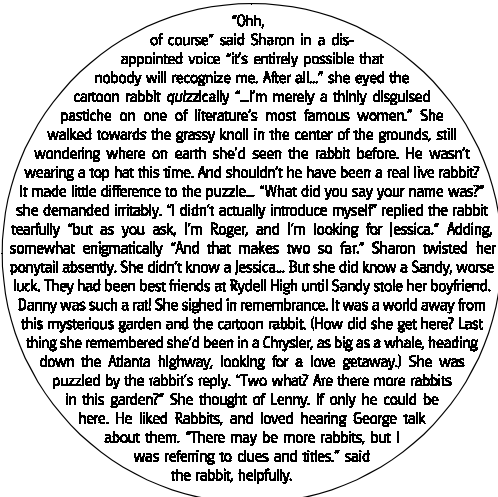 “Ohh,
of course” said Sharon in a dis-
appointed voice “it’s entirely possible that
nobody will recognize me. After all...” she eyed the
cartoon rabbit quizzically “...I’m merely a thinly disguised
pastiche on one of literature’s most famous women.” She
walked towards the grassy knoll in the center of the grounds, still
wondering where on earth she’d seen the rabbit before. He wasn’t
wearing a top hat this time. And shouldn’t he have been a real live rabbit?
It made little difference to the puzzle... “What did you say your name was?”
she demanded irritably. “I didn’t actually introduce myself” replied the rabbit
tearfully “but as you ask, I’m Roger, and I’m looking for Jessica.” Adding,
somewhat enigmatically “And that makes two so far.” Sharon twisted her
ponytail absently. She didn’t know a Jessica... But she did know a Sandy, worse
luck. They had been best friends at Rydell High until Sandy stole her boyfriend.
Danny was such a rat! She sighed in remembrance. It was a world away from
this mysterious garden and the cartoon rabbit. (How did she get here? Last
thing she remembered she’d been in a Chrysler, as big as a whale, heading
down the Atlanta highway, looking for a love getaway.) She was
puzzled by the rabbit’s reply. “Two what? Are there more rabbits
in this garden?” She thought of Lenny. If only he could be
here. He liked Rabbits, and loved hearing George talk
about them. “There may be more rabbits, but I
was referring to clues and titles.” said
the rabbit, helpfully.